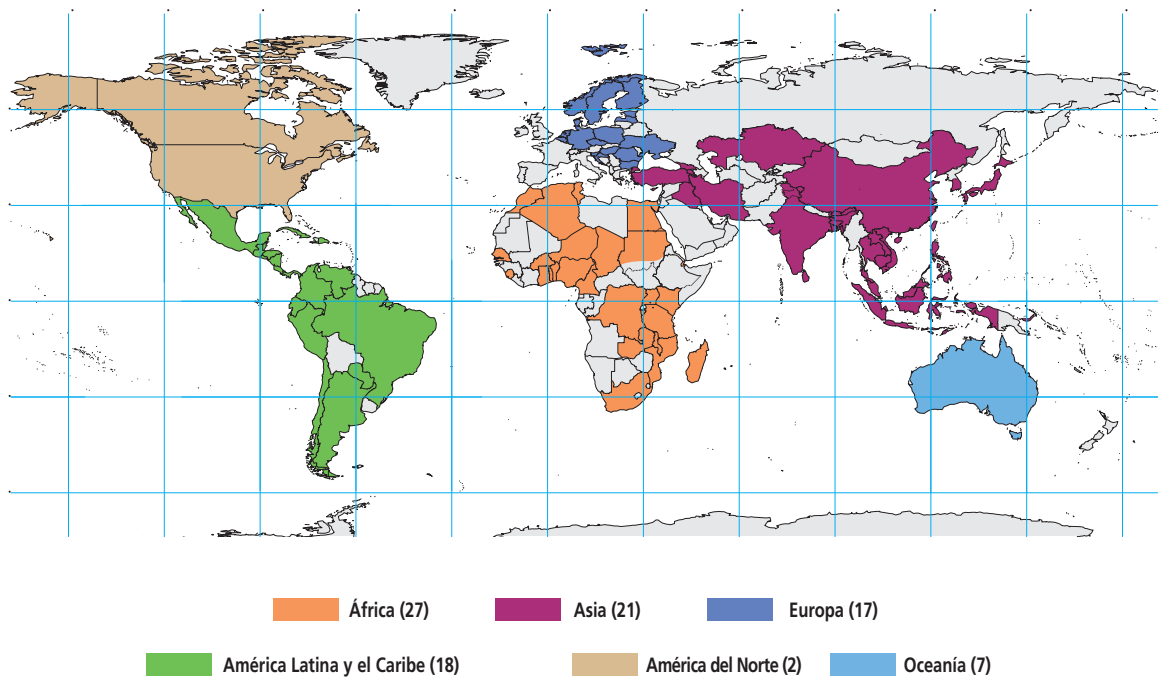 África (27)
Asia (21)
Europa (17)
América Latina y el Caribe (18)
América del Norte (2)
Oceanía (7)